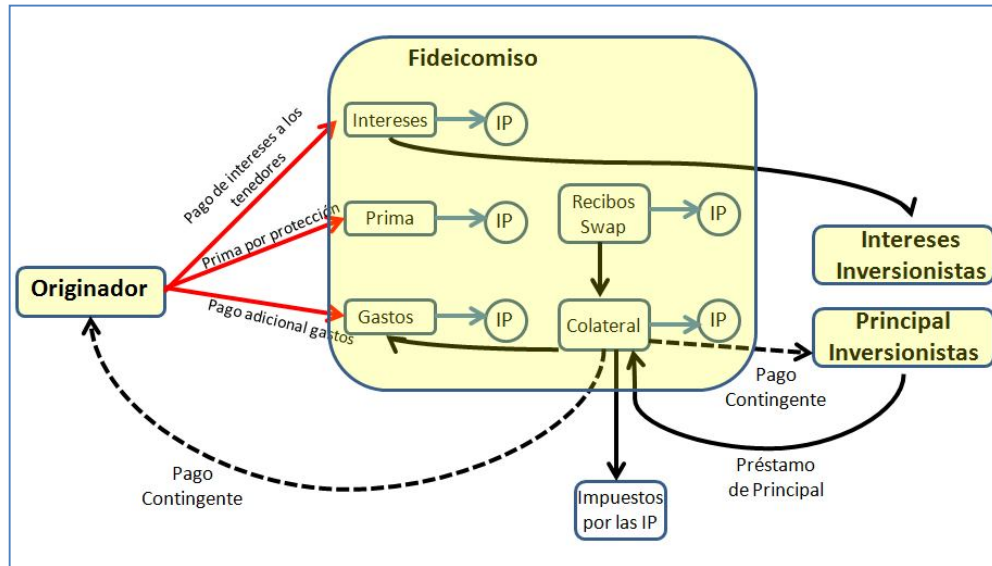 Fideicomiso
Intereses
IP
Pago de intereses a los
tenedores
Prima por protección
Prima
IP
Recibos
Swap
IP
Intereses
Inversionistas
Originador
Pago adicional gastos
Gastos
IP
Colateral
IP
Principal
Inversionistas
Pago
Contingente
Pago
Contingente
Préstamo
de Principal
Impuestos
por las IP